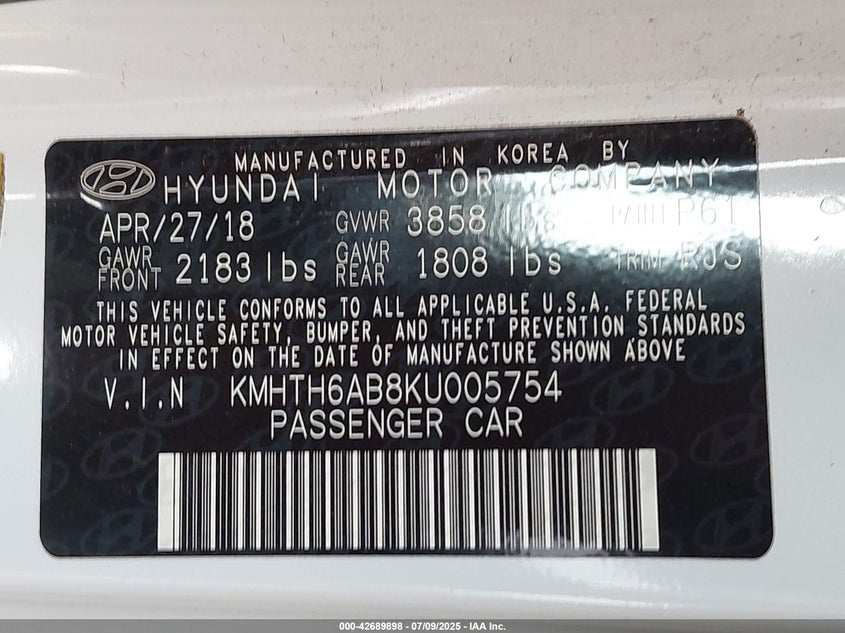 MANUFACTURED IN KOREA BY
HYUNDAI MOTOR COMPANY
APR/27/18 GVWR 3858 lbs PAINT P61
GAWR FRONT 2183 lbs GAWR REAR 1808 lbs TRIM RJS
THIS VEHICLE CONFORMS TO ALL APPLICABLE U.S.A. FEDERAL
MOTOR VEHICLE SAFETY, BUMPER, AND THEFT PREVENTION STANDARDS
IN EFFECT ON THE DATE OF MANUFACTURE SHOWN ABOVE
V.I.N KMHTH6AB8KU005754
PASSENGER CAR
000-42689898 - 07/09/2025 - IAA Inc.